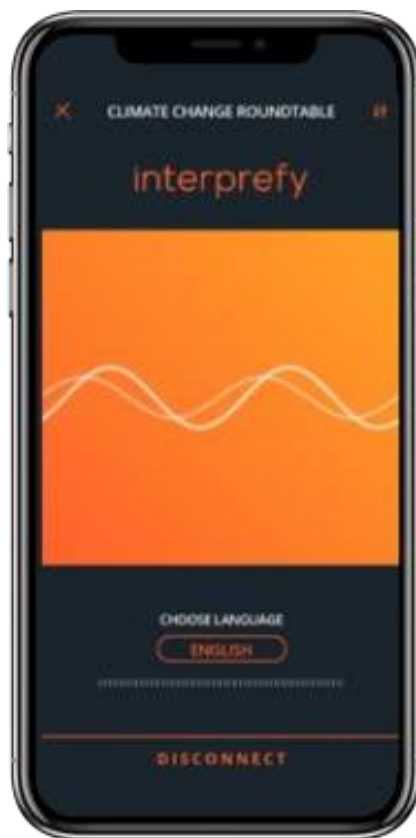 CLIMATE CHANGE ROUNDTABLE
interprefy
CHOOSE LANGUAGE
ENGLISH
DISCONNECT